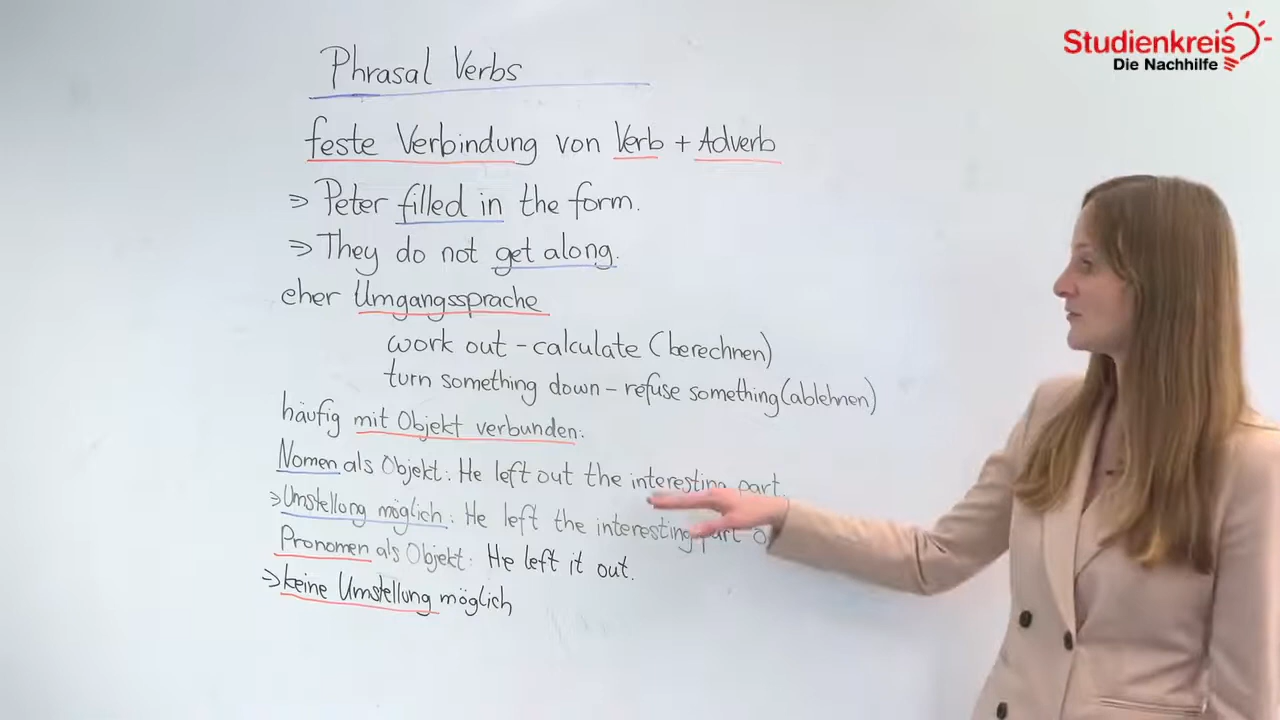 Phrasal Verbs
feste Verbindung von Verb + Adverb
⇒ Peter filled in the form.
⇒ They do not get along.
eher Umgangssprache
work out - calculate (berechnen)
turn something down - refuse something (ablehnen)
häufig mit Objekt verbunden:
Nomen als Objekt: He left out the interesting part.
⇒ Umstellung möglich: He left the interesting part
Pronomen als Objekt: He left it out.
⇒ keine Umstellung möglich
Studienkreis
Die Nachhilfe